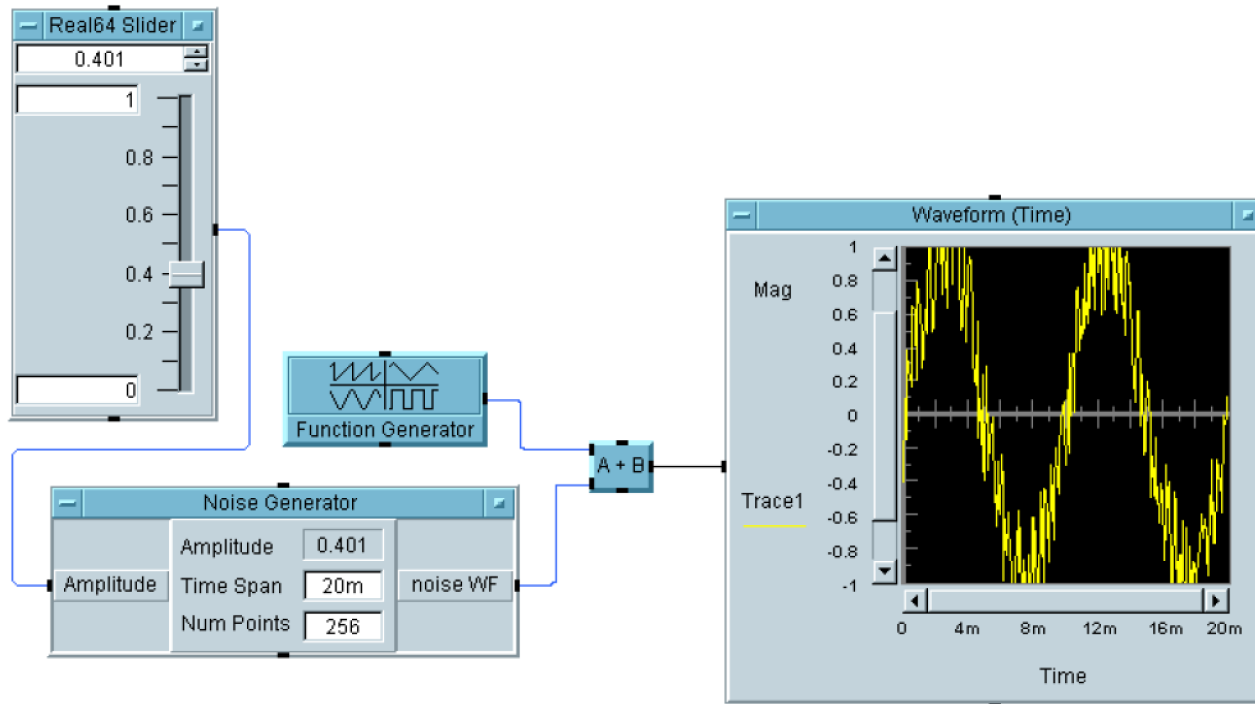 Real64 Slider
0.401
1
0.8
0.6
0.4
0.2
0
Function Generator
A + B
Noise Generator
Amplitude
Amplitude 0.401
Time Span 20m
Num Points 256
noise WF
Waveform (Time)
Mag
Trace1
1
0.8
0.6
0.4
0.2
0
-0.2
-0.4
-0.6
-0.8
-1
0 4m 8m 12m 16m 20m
Time